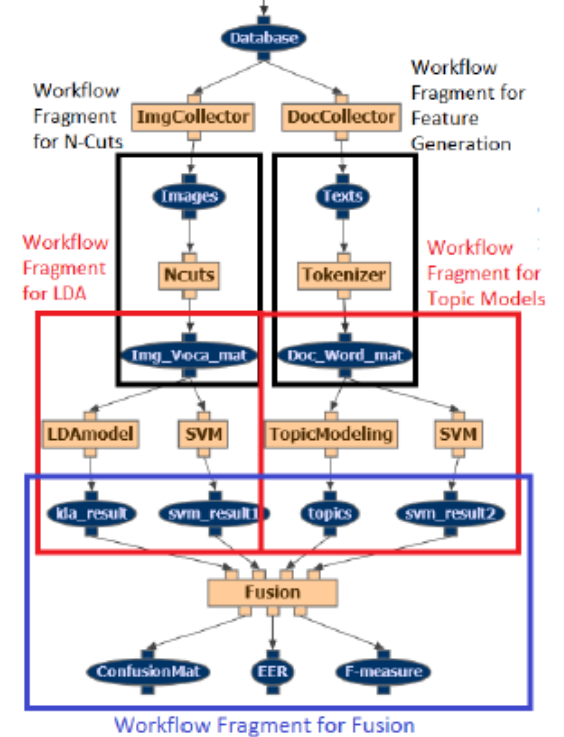 Database
Workflow
Fragment
for N-Cuts
ImgCollector
DocCollector
Workflow
Fragment for
Feature
Generation
Images
Texts
Workflow
Fragment
for LDA
Ncuts
Tokenizer
Workflow
Fragment for
Topic Models
Img_Voca_mat
Doc_Word_mat
LDAmodel
SVM
TopicModeling
SVM
lda_result
svm_result1
topics
svm_result2
Fusion
ConfusionMat
EER
F-measure
Workflow Fragment for Fusion